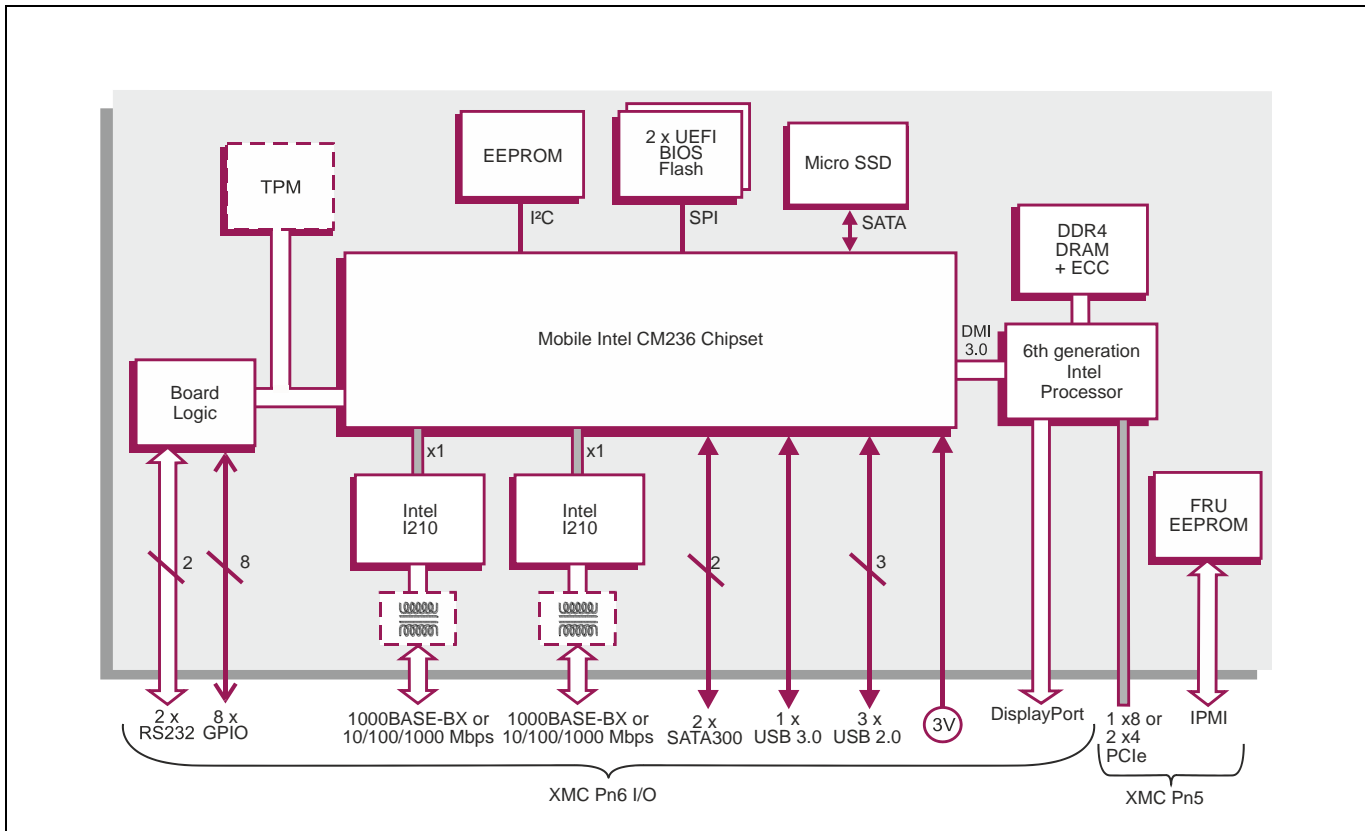 TPM
EEPROM
I²C
2 x UEFI
BIOS
Flash
SPI
Micro SSD
SATA
DDR4
DRAM
+ ECC
Mobile Intel CM236 Chipset
DMI
3.0
6th generation
Intel
Processor
Board
Logic
x1
x1
Intel
I210
Intel
I210
FRU
EEPROM
2
8
2
3
2 x
RS232
8 x
GPIO
1000BASE-BX or
10/100/1000 Mbps
1000BASE-BX or
10/100/1000 Mbps
2 x
SATA300
1 x
USB 3.0
3 x
USB 2.0
3V
DisplayPort
1 x8 or
2 x4
PCIe
IPMI
XMC Pn6 I/O
XMC Pn5